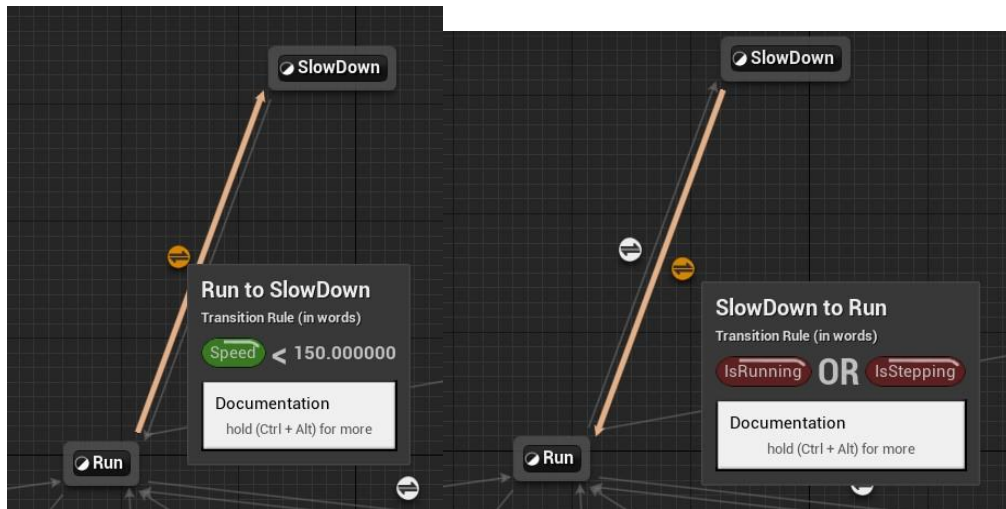 SlowDown
Run to SlowDown
Transition Rule (in words)
Speed < 150.000000
Documentation
hold (Ctrl + Alt) for more
Run
SlowDown
SlowDown to Run
Transition Rule (in words)
IsRunning OR IsStepping
Documentation
hold (Ctrl + Alt) for more
Run